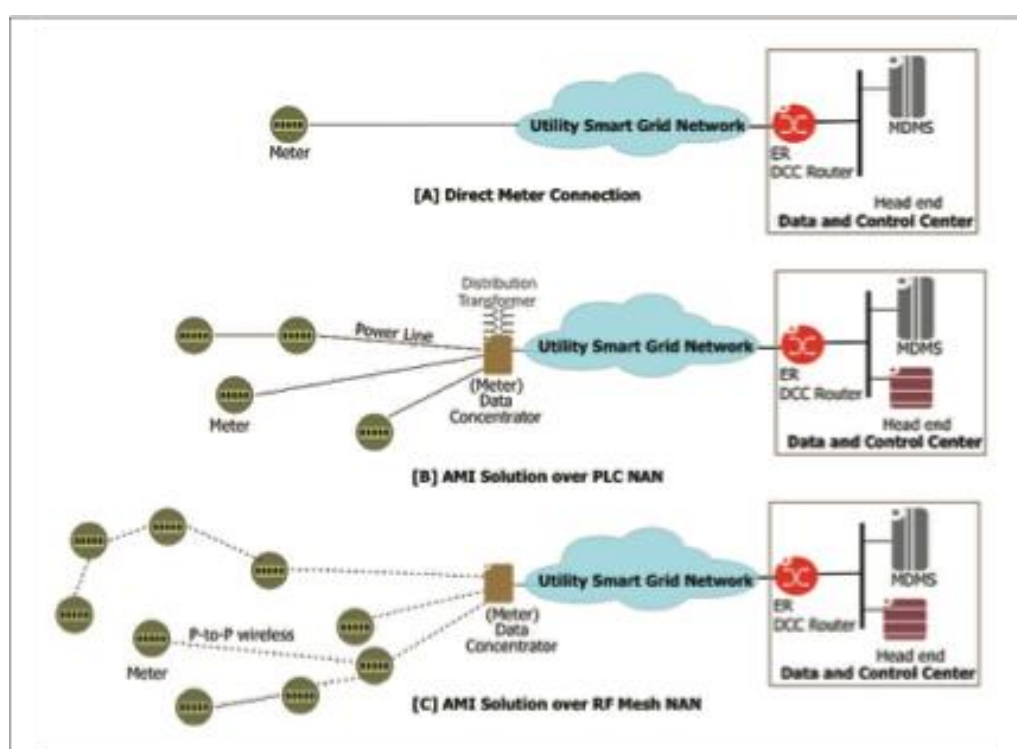 Utility Smart Grid Network
MDMS
Meter
ER
DCC Router
[A] Direct Meter Connection
Head end
Data and Control Center
Distribution
Transformer
Power Line
Utility Smart Grid Network
MDMS
ER
DCC Router
(Meter)
Data
Concentrator
Meter
Head end
Data and Control Center
[B] AMI Solution over PLC NAN
Utility Smart Grid Network
MDMS
ER
DCC Router
(Meter)
Data
Concentrator
P-to-P wireless
Meter
Head end
Data and Control Center
[C] AMI Solution over RF Mesh NAN